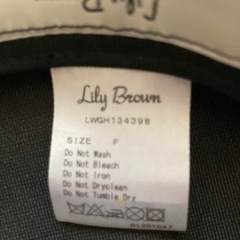 Lily B
Lily Brown
LWGH134398
SIZE F
Do Not Wash
Do Not Bleach
Do Not Iron
Do Not Dryclean
Do Not Tumble Dry